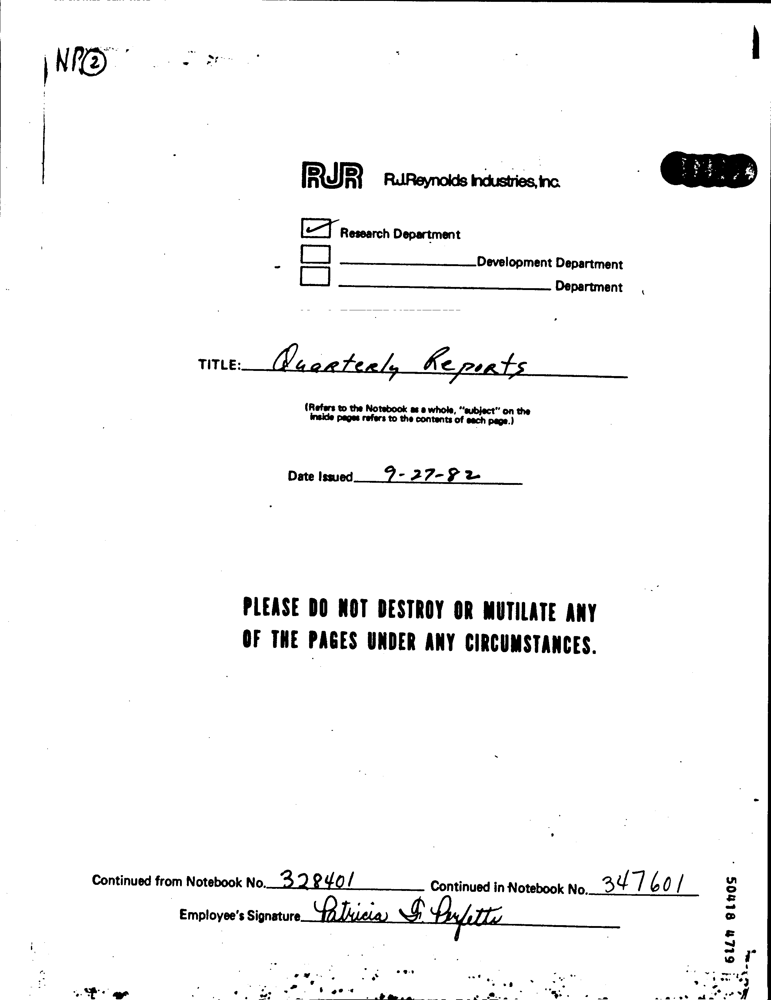 NP②
RJR RJReynolds Industries, Inc.
Research Department
Development Department
Department
TITLE: Quarterly Reports
(Refers to the Notebook as a whole, "subject" on the
inside pages refers to the contents of each page.)
Date Issued 9-27-82
PLEASE DO NOT DESTROY OR MUTILATE ANY
OF THE PAGES UNDER ANY CIRCUMSTANCES.
Continued from Notebook No. 328401
Continued in Notebook No. 347601
Employee's Signature Patricia F. Perfetti
50418 4719